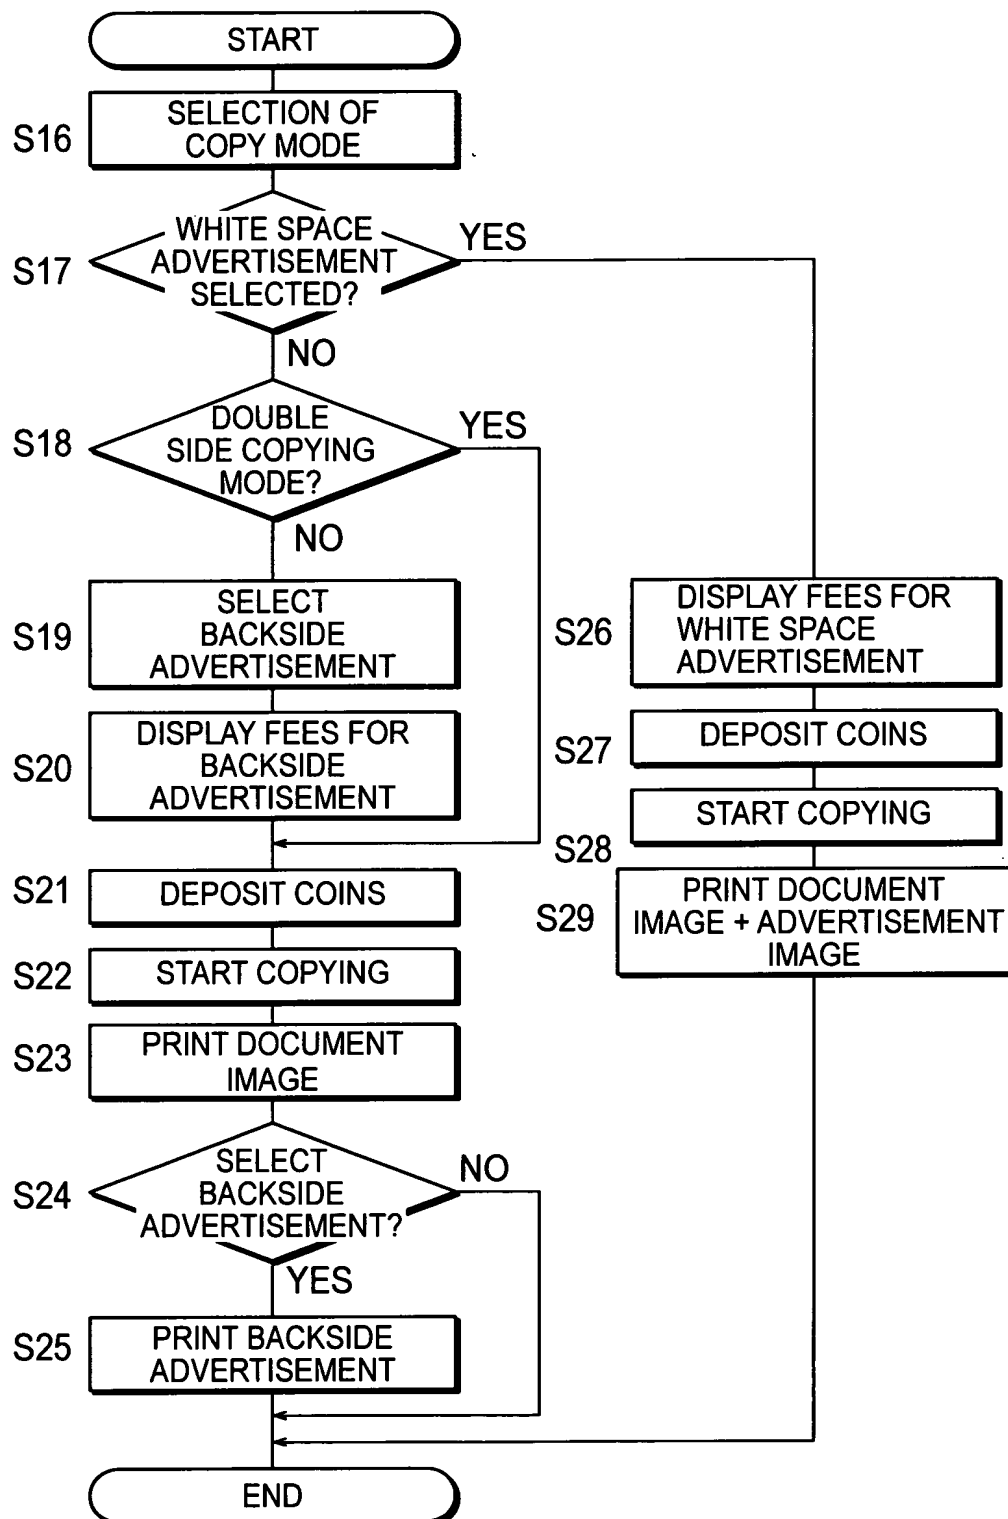 START
S16
SELECTION OF
COPY MODE
S17
WHITE SPACE
ADVERTISEMENT
SELECTED?
YES
NO
S18
DOUBLE
SIDE COPYING
MODE?
YES
NO
S19
SELECT
BACKSIDE
ADVERTISEMENT
S20
DISPLAY FEES FOR
BACKSIDE
ADVERTISEMENT
S21
DEPOSIT COINS
S22
START COPYING
S23
PRINT DOCUMENT
IMAGE
S24
SELECT
BACKSIDE
ADVERTISEMENT?
NO
YES
S25
PRINT BACKSIDE
ADVERTISEMENT
S26
DISPLAY FEES FOR
WHITE SPACE
ADVERTISEMENT
S27
DEPOSIT COINS
S28
START COPYING
S29
PRINT DOCUMENT
IMAGE + ADVERTISEMENT
IMAGE
END